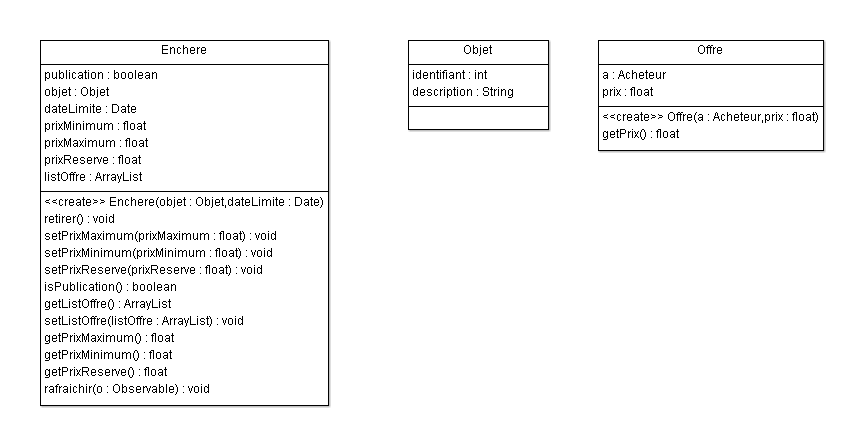 Enchere
publication : boolean
objet : Objet
dateLimite : Date
prixMinimum : float
prixMaximum : float
prixReserve : float
listOffre : ArrayList
<<create>> Enchere(objet : Objet,dateLimite : Date)
retirer() : void
setPrixMaximum(prixMaximum : float) : void
setPrixMinimum(prixMinimum : float) : void
setPrixReserve(prixReserve : float) : void
isPublication() : boolean
getListOffre() : ArrayList
setListOffre(listOffre : ArrayList) : void
getPrixMaximum() : float
getPrixMinimum() : float
getPrixReserve() : float
rafraichir(o : Observable) : void
Objet
identifiant : int
description : String
Offre
a : Acheteur
prix : float
<<create>> Offre(a : Acheteur,prix : float)
getPrix() : float